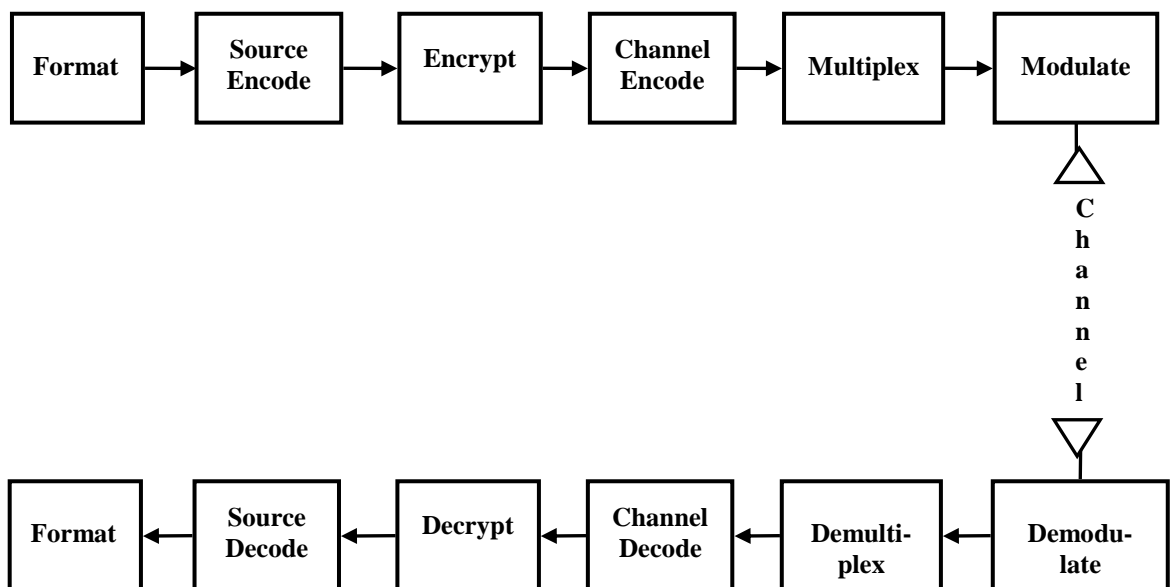 Format
Source
Encode
Encrypt
Channel
Encode
Multiplex
Modulate
C
h
a
n
n
e
l
Format
Source
Decode
Decrypt
Channel
Decode
Demulti-
plex
Demodu-
late